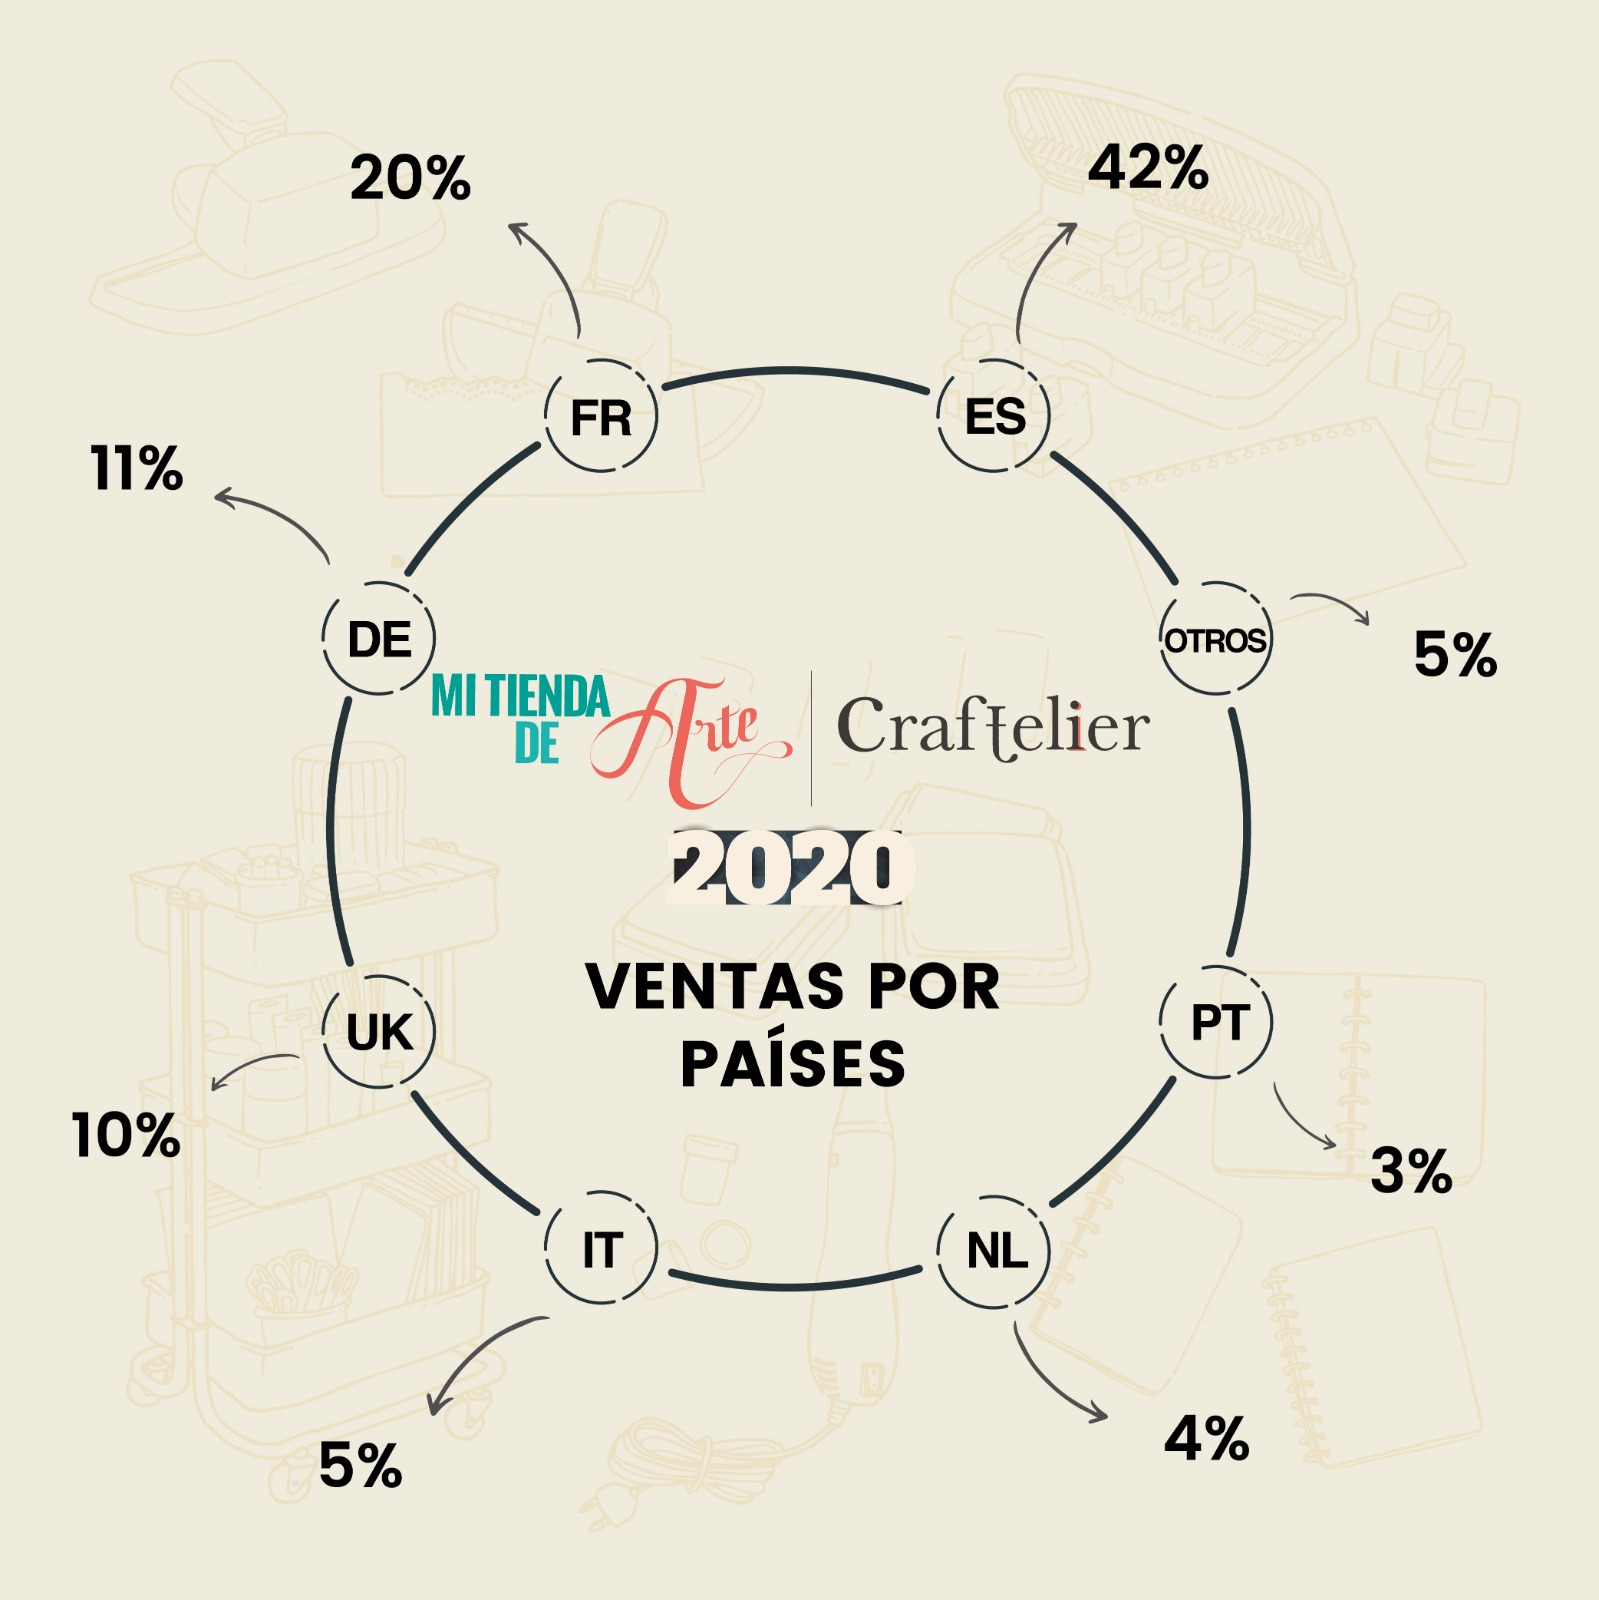 20%
42%
FR
ES
11%
DE
OTROS
5%
MI TIENDA
DE Arte
Craftelier
2020
VENTAS POR
PAÍSES
UK
PT
10%
3%
IT
NL
5%
4%